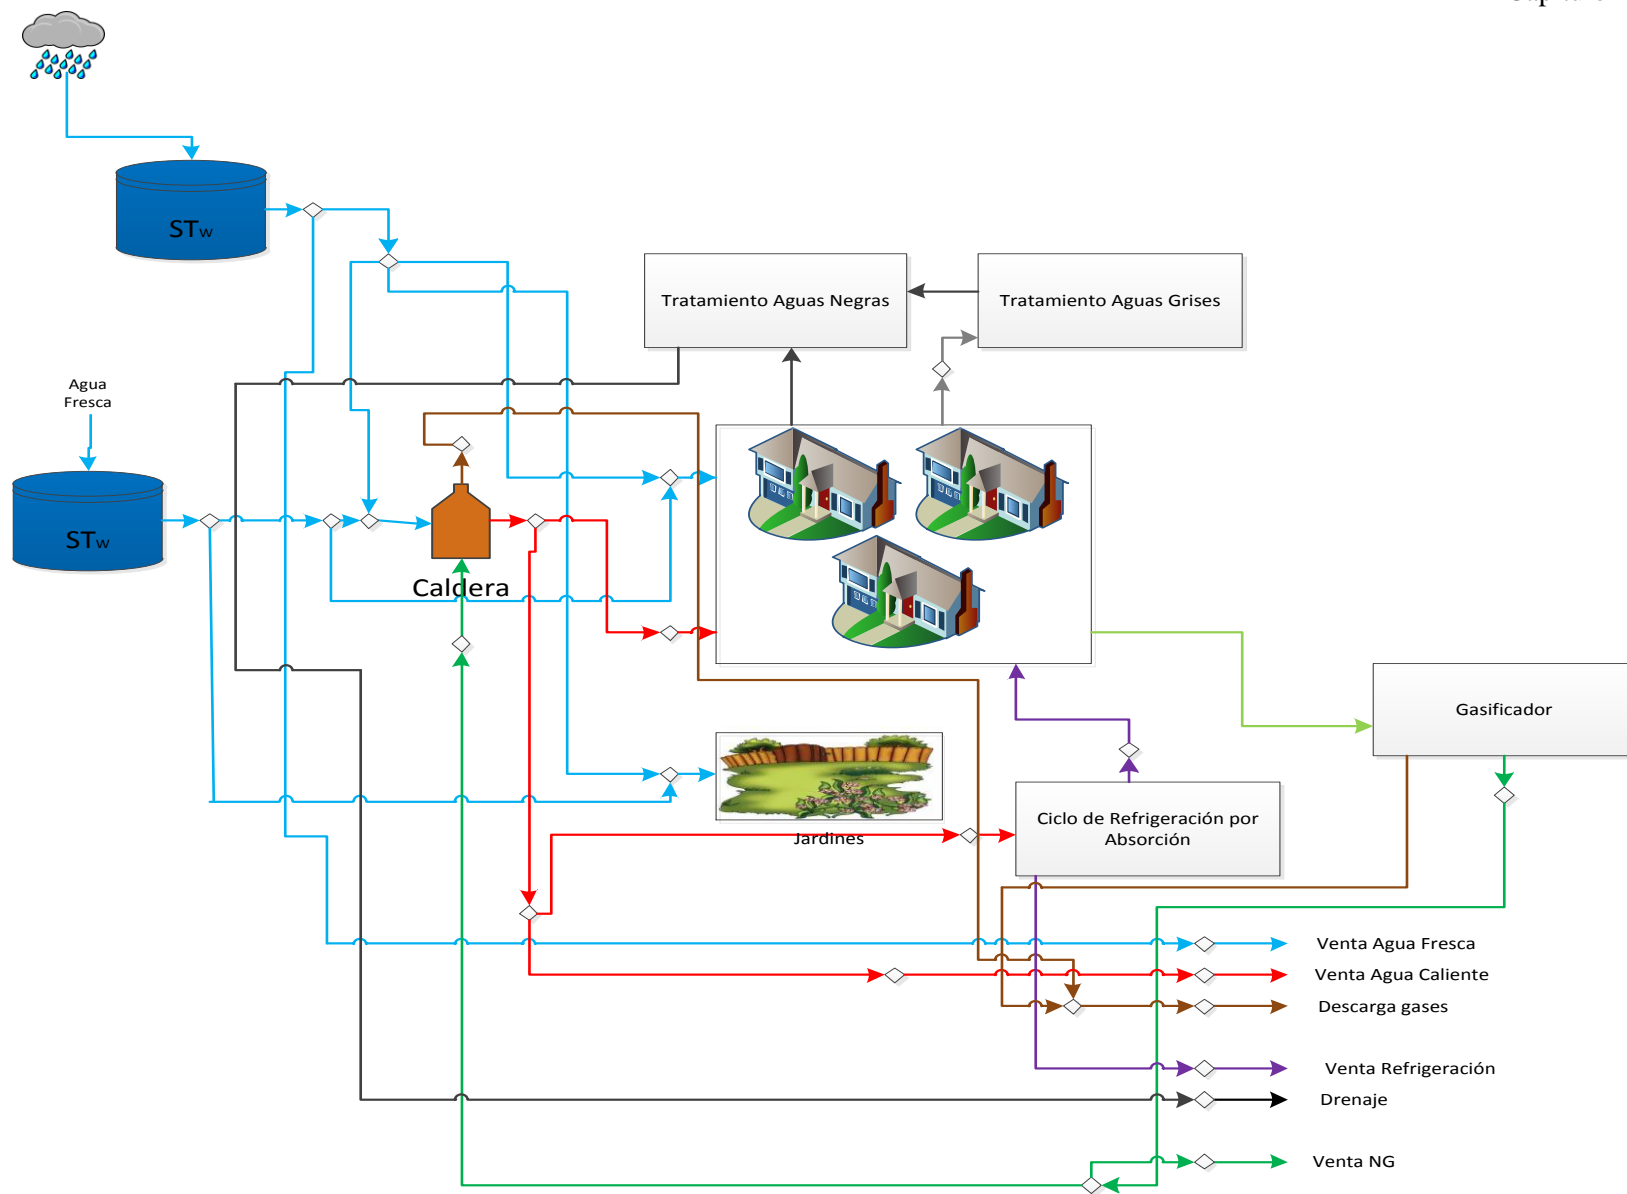 STw
Tratamiento Aguas Negras
Tratamiento Aguas Grises
Agua
Fresca
STw
Caldera
Gasificador
Ciclo de Refrigeración por
Absorción
Jardines
Venta Agua Fresca
Venta Agua Caliente
Descarga gases
Venta Refrigeración
Drenaje
Venta NG